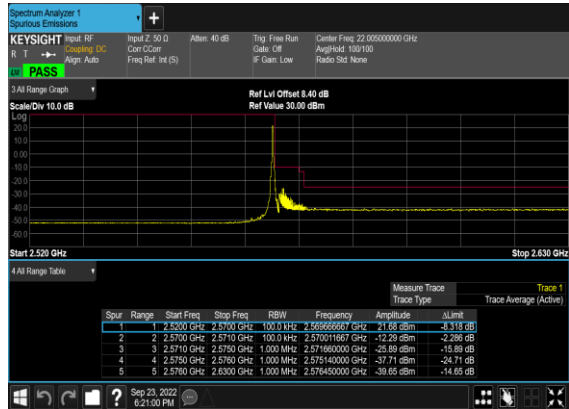 Spectrum Analyzer 1
Spurious Emissions
+
KEYSIGHT Input: RF Input Z: 50 Ω Atten: 40 dB Trig: Free Run Center Freq: 22.005000000 GHz
R T Coupling: DC Corr CCorr Gate: Off Avg|Hold: 100/100
Align: Auto Freq Ref: Int (S) IF Gain: Low Radio Std: None
LW PASS
3 All Range Graph
Ref Lvl Offset 8.40 dB
Scale/Div 10.0 dB Ref Value 30.00 dBm
Log
20.0
10.0
0.00
-10.0
-20.0
-30.0
-40.0
-50.0
-60.0
Start 2.520 GHz Stop 2.630 GHz
4 All Range Table
Measure Trace Trace 1
Trace Type Trace Average (Active)
Spur Range Start Freq Stop Freq RBW Frequency Amplitude ΔLimit
1 1 2.5200 GHz 2.5700 GHz 100.0 kHz 2.569666667 GHz 21.68 dBm -8.318 dB
2 2 2.5700 GHz 2.5710 GHz 100.0 kHz 2.570011667 GHz -12.29 dBm -2.286 dB
3 3 2.5710 GHz 2.5750 GHz 1.000 MHz 2.571660000 GHz -25.89 dBm -15.89 dB
4 4 2.5750 GHz 2.5760 GHz 1.000 MHz 2.575140000 GHz -37.71 dBm -24.71 dB
5 5 2.5760 GHz 2.6300 GHz 1.000 MHz 2.576450000 GHz -39.65 dBm -14.65 dB
? Sep 23, 2022
6:21:00 PM